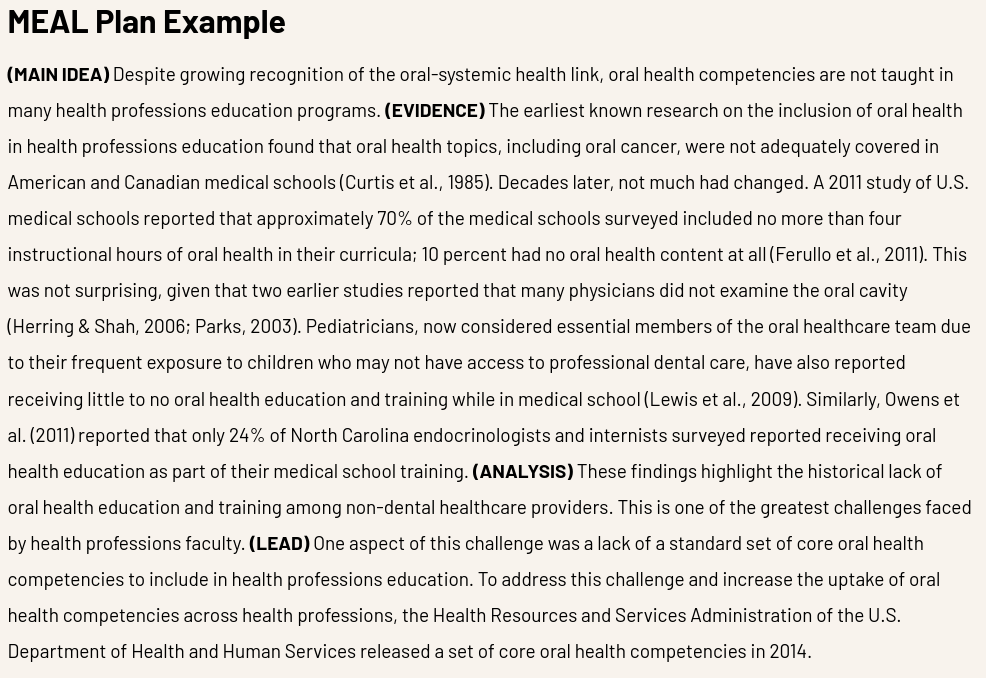 MEAL Plan Example
(MAIN IDEA) Despite growing recognition of the oral-systemic health link, oral health competencies are not taught in
many health professions education programs. (EVIDENCE) The earliest known research on the inclusion of oral health
in health professions education found that oral health topics, including oral cancer, were not adequately covered in
American and Canadian medical schools (Curtis et al., 1985). Decades later, not much had changed. A 2011 study of U.S.
medical schools reported that approximately 70% of the medical schools surveyed included no more than four
instructional hours of oral health in their curricula; 10 percent had no oral health content at all (Ferullo et al., 2011). This
was not surprising, given that two earlier studies reported that many physicians did not examine the oral cavity
(Herring & Shah, 2006; Parks, 2003). Pediatricians, now considered essential members of the oral healthcare team due
to their frequent exposure to children who may not have access to professional dental care, have also reported
receiving little to no oral health education and training while in medical school (Lewis et al., 2009). Similarly, Owens et
al. (2011) reported that only 24% of North Carolina endocrinologists and internists surveyed reported receiving oral
health education as part of their medical school training. (ANALYSIS) These findings highlight the historical lack of
oral health education and training among non-dental healthcare providers. This is one of the greatest challenges faced
by health professions faculty. (LEAD) One aspect of this challenge was a lack of a standard set of core oral health
competencies to include in health professions education. To address this challenge and increase the uptake of oral
health competencies across health professions, the Health Resources and Services Administration of the U.S.
Department of Health and Human Services released a set of core oral health competencies in 2014.